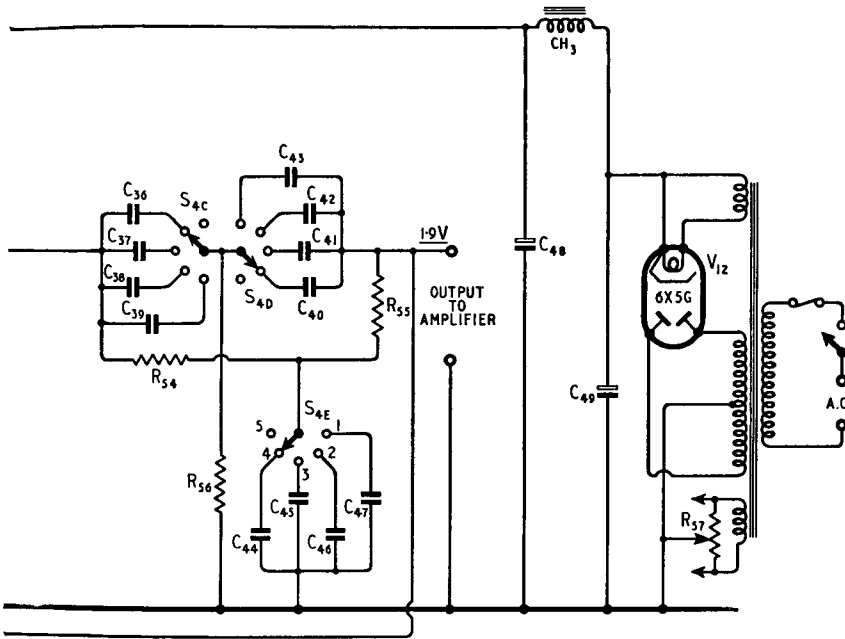 CH3
C43
C36
S4C
C42
C37
C41
1·9V
C48
V12
C38
S4D
6X5G
C39
C40
R55
OUTPUT
TO
AMPLIFIER
R54
C49
A.C
S4E
5
1
4
2
3
R56
C45
C47
C44
C46
R57